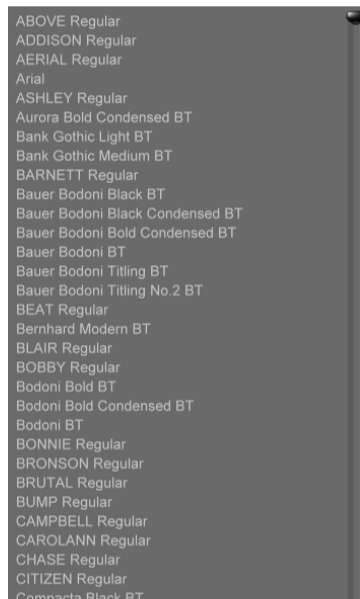 ABOVE Regular
ADDISON Regular
AERIAL Regular
Arial
ASHLEY Regular
Aurora Bold Condensed BT
Bank Gothic Light BT
Bank Gothic Medium BT
BARNETT Regular
Bauer Bodoni Black BT
Bauer Bodoni Black Condensed BT
Bauer Bodoni Bold Condensed BT
Bauer Bodoni BT
Bauer Bodoni Titling BT
Bauer Bodoni Titling No.2 BT
BEAT Regular
Bernhard Modern BT
BLAIR Regular
BOBBY Regular
Bodoni Bold BT
Bodoni Bold Condensed BT
Bodoni BT
BONNIE Regular
BRONSON Regular
BRUTAL Regular
BUMP Regular
CAMPBELL Regular
CAROLANN Regular
CHASE Regular
CITIZEN Regular
Compacta Black BT